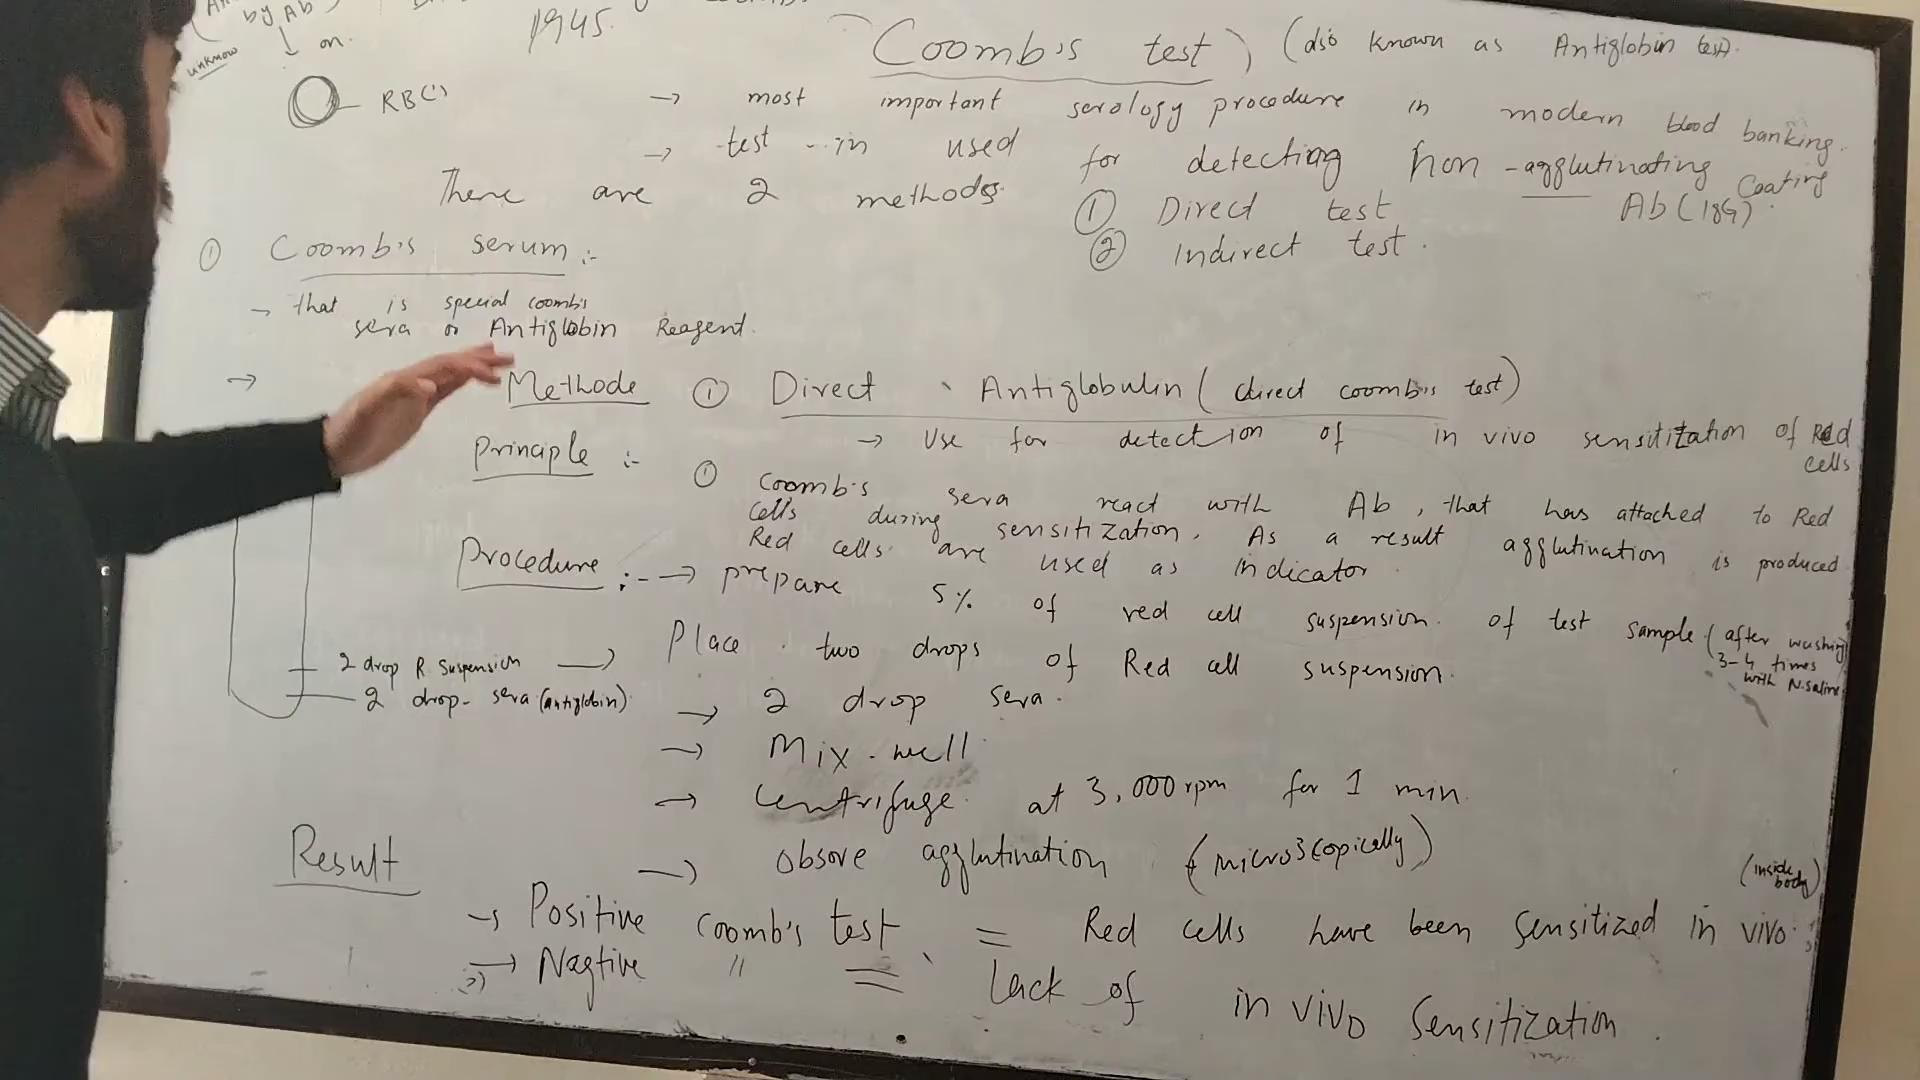 by Ab
unknow
on.
1945.
RBC's
Coomb's test) (also known as Antiglobin test).
→ most important serology procedure in modern blood banking.
→ test in used for detecting non-agglutinating Coating Ab (IgG).
There are 2 methodes.
① Direct test
② Indirect test.
① Coomb's serum :-
→ that is special coomb's
sera or Antiglobin Reagent.
→
Methode ① Direct Antiglobulin (direct coomb's test)
→ Use for detection of in vivo sensitization of Red cells
Principle :-
① Coomb's sera react with Ab, that has attached to Red
cells during sensitization. As a result agglutination is produced
Red cells are used as indicator.
Procedure :- → prepare 5% of red cell suspension of test sample (after washing
3-4 times
with N.saline
→ Place two drops of Red cell suspension.
2 drop R. Suspension
2 drop sera (antiglobin)
→ 2 drop sera.
→ Mix well
→ Centrifuge at 3,000 rpm for 1 min.
→ Obsore agglutination (microscopically)
Result
(inside body)
→ Positive Coomb's test = Red cells have been sensitized in vivo.
2) → Nagtive " = lack of in vivo Sensitization.